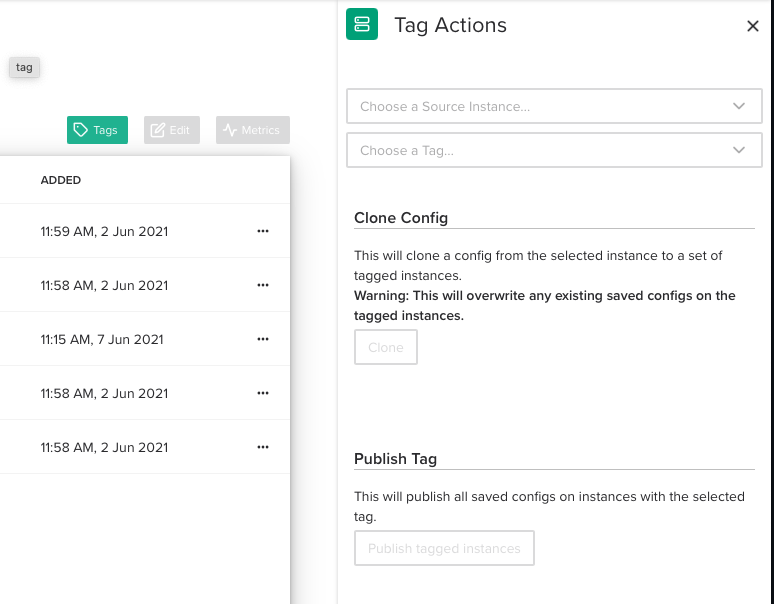 Tag Actions
tag
Choose a Source Instance...
Tags
Edit
Metrics
Choose a Tag...
ADDED
11:59 AM, 2 Jun 2021
11:58 AM, 2 Jun 2021
11:15 AM, 7 Jun 2021
11:58 AM, 2 Jun 2021
11:58 AM, 2 Jun 2021
Clone Config
This will clone a config from the selected instance to a set of
tagged instances.
Warning: This will overwrite any existing saved configs on the
tagged instances.
Clone
Publish Tag
This will publish all saved configs on instances with the selected
tag.
Publish tagged instances